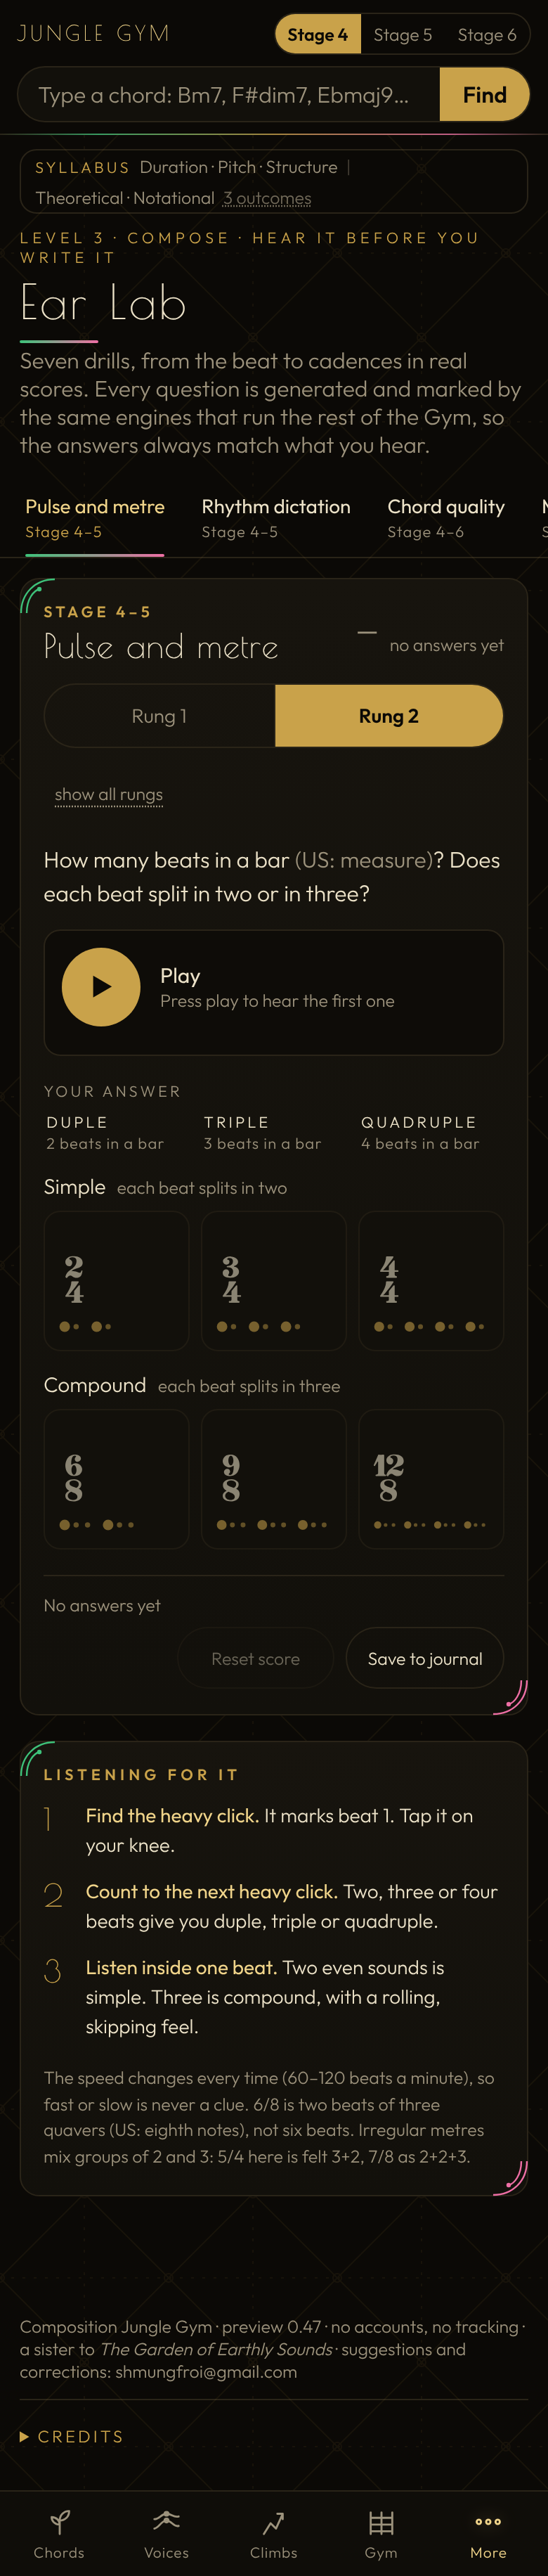 JUNGLE GYM
Stage 4 Stage 5 Stage 6
Type a chord: Bm7, F#dim7, Ebmaj9... Find
SYLLABUS Duration · Pitch · Structure |
Theoretical · Notational 3 outcomes
LEVEL 3 · COMPOSE · HEAR IT BEFORE YOU
WRITE IT
Ear Lab
Seven drills, from the beat to cadences in real
scores. Every question is generated and marked by
the same engines that run the rest of the Gym, so
the answers always match what you hear.
Pulse and metre Rhythm dictation Chord quality
Stage 4–5 Stage 4–5 Stage 4–6
STAGE 4–5
Pulse and metre — no answers yet
Rung 1 Rung 2
show all rungs
How many beats in a bar (US: measure)? Does
each beat split in two or in three?
Play
Press play to hear the first one
YOUR ANSWER
DUPLE TRIPLE QUADRUPLE
2 beats in a bar 3 beats in a bar 4 beats in a bar
Simple each beat splits in two
2 3 4
4 4 4
Compound each beat splits in three
6 9 12
8 8 8
No answers yet
Reset score Save to journal
LISTENING FOR IT
1 Find the heavy click. It marks beat 1. Tap it on
your knee.
2 Count to the next heavy click. Two, three or four
beats give you duple, triple or quadruple.
3 Listen inside one beat. Two even sounds is
simple. Three is compound, with a rolling,
skipping feel.
The speed changes every time (60–120 beats a minute), so
fast or slow is never a clue. 6/8 is two beats of three
quavers (US: eighth notes), not six beats. Irregular metres
mix groups of 2 and 3: 5/4 here is felt 3+2, 7/8 as 2+2+3.
Composition Jungle Gym · preview 0.47 · no accounts, no tracking ·
a sister to The Garden of Earthly Sounds · suggestions and
corrections: shmungfroi@gmail.com
CREDITS
Chords Voices Climbs Gym More